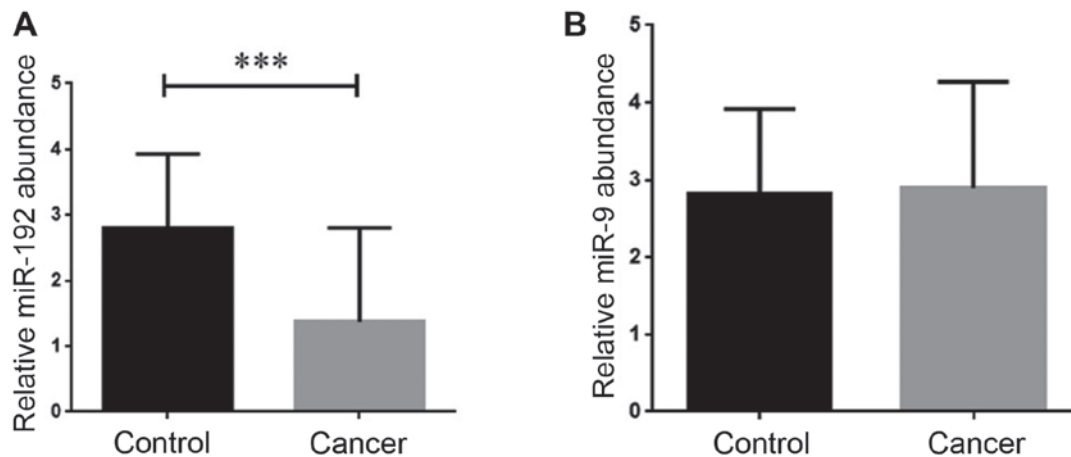 A
***
Relative miR-192 abundance
5
4
3
2
1
0
Control Cancer
B
Relative miR-9 abundance
5
4
3
2
1
0
Control Cancer